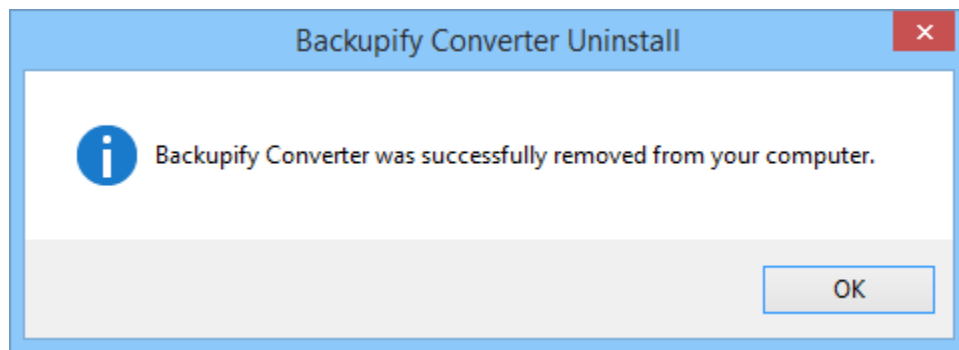 Backupify Converter Uninstall
Backupify Converter was successfully removed from your computer.
OK